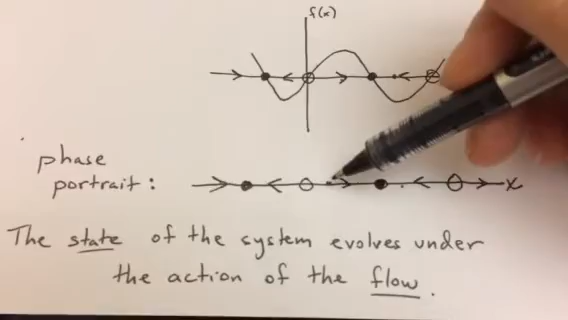 f(x)
phase
portrait:
x
The state of the system evolves under
the action of the flow.